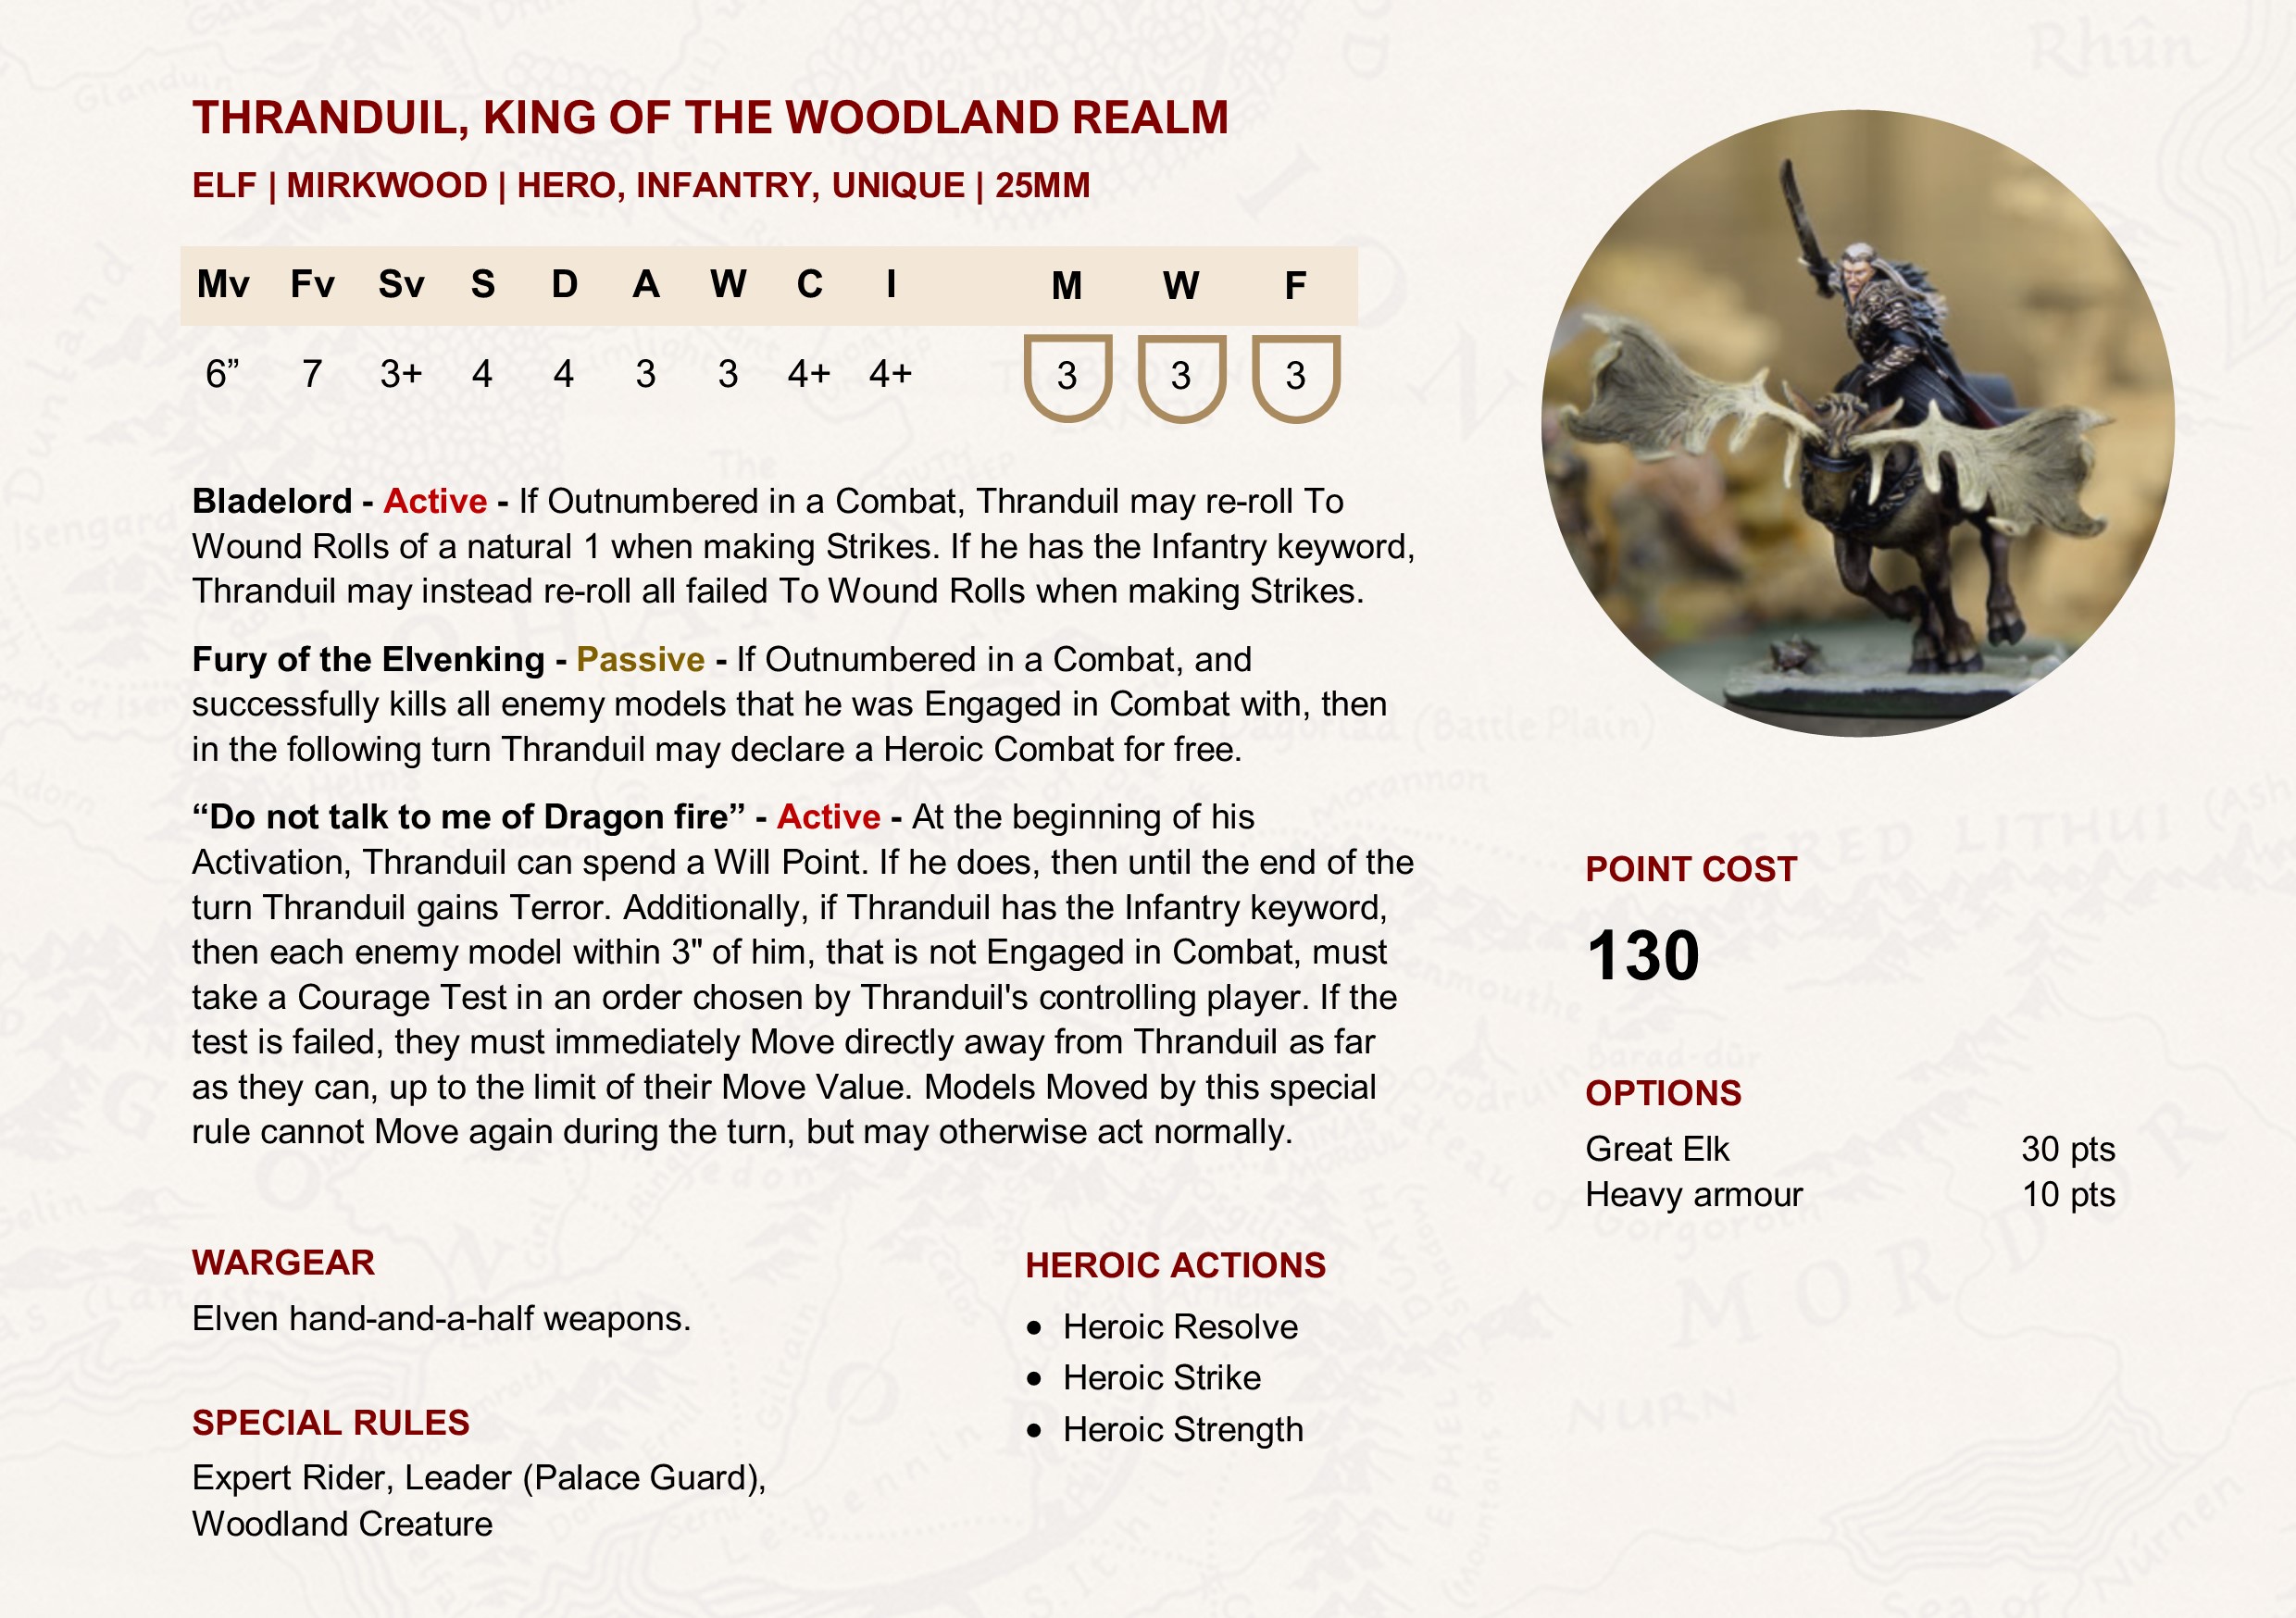 THRANDUIL, KING OF THE WOODLAND REALM
ELF | MIRKWOOD | HERO, INFANTRY, UNIQUE | 25MM
Mv Fv Sv S D A W C I M W F
6” 7 3+ 4 4 3 3 4+ 4+ 3 3 3
Bladelord - Active - If Outnumbered in a Combat, Thranduil may re-roll To
Wound Rolls of a natural 1 when making Strikes. If he has the Infantry keyword,
Thranduil may instead re-roll all failed To Wound Rolls when making Strikes.
Fury of the Elvenking - Passive - If Outnumbered in a Combat, and
successfully kills all enemy models that he was Engaged in Combat with, then
in the following turn Thranduil may declare a Heroic Combat for free.
“Do not talk to me of Dragon fire” - Active - At the beginning of his
Activation, Thranduil can spend a Will Point. If he does, then until the end of the
turn Thranduil gains Terror. Additionally, if Thranduil has the Infantry keyword,
then each enemy model within 3" of him, that is not Engaged in Combat, must
take a Courage Test in an order chosen by Thranduil's controlling player. If the
test is failed, they must immediately Move directly away from Thranduil as far
as they can, up to the limit of their Move Value. Models Moved by this special
rule cannot Move again during the turn, but may otherwise act normally.
WARGEAR
Elven hand-and-a-half weapons.
SPECIAL RULES
Expert Rider, Leader (Palace Guard),
Woodland Creature
HEROIC ACTIONS
• Heroic Resolve
• Heroic Strike
• Heroic Strength
POINT COST
130
OPTIONS
Great Elk 30 pts
Heavy armour 10 pts
Rhûn
Dunland
Isengard
Adorn
Morannon
Dagorlad (Battle Plain)
Barad-dûr
MORDOR
NURN